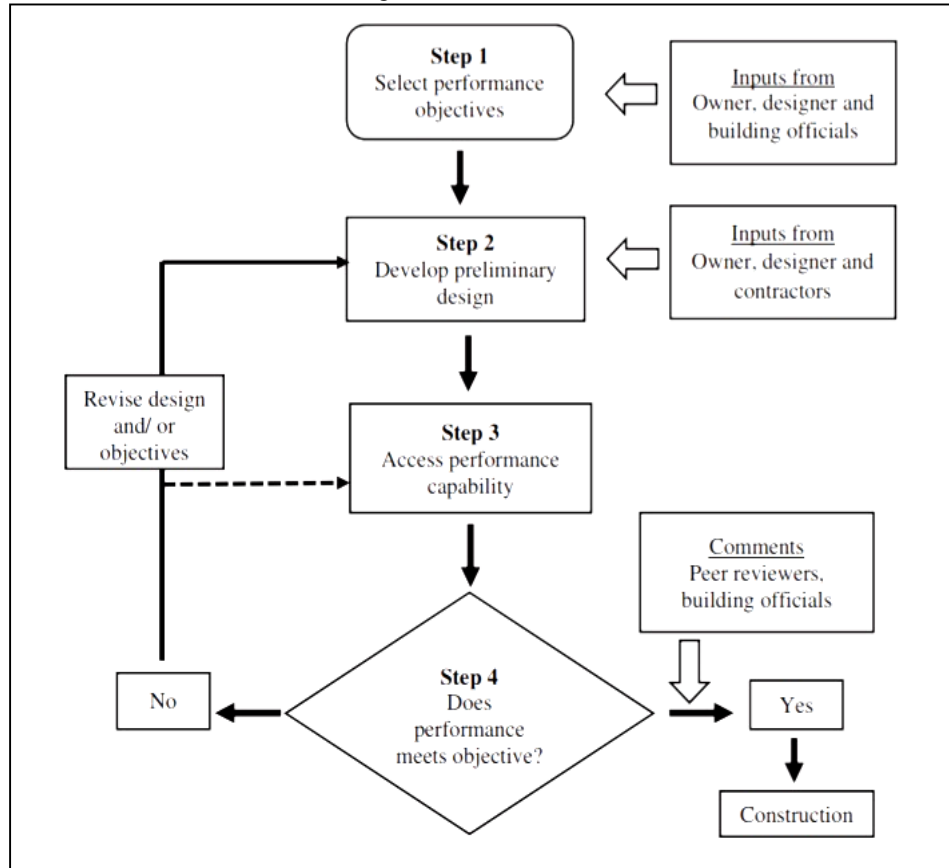 Step 1
Select performance
objectives
Inputs from
Owner, designer and
building officials
Step 2
Develop preliminary
design
Inputs from
Owner, designer and
contractors
Revise design
and/ or
objectives
Step 3
Access performance
capability
Comments
Peer reviewers,
building officials
No
Step 4
Does
performance
meets objective?
Yes
Construction